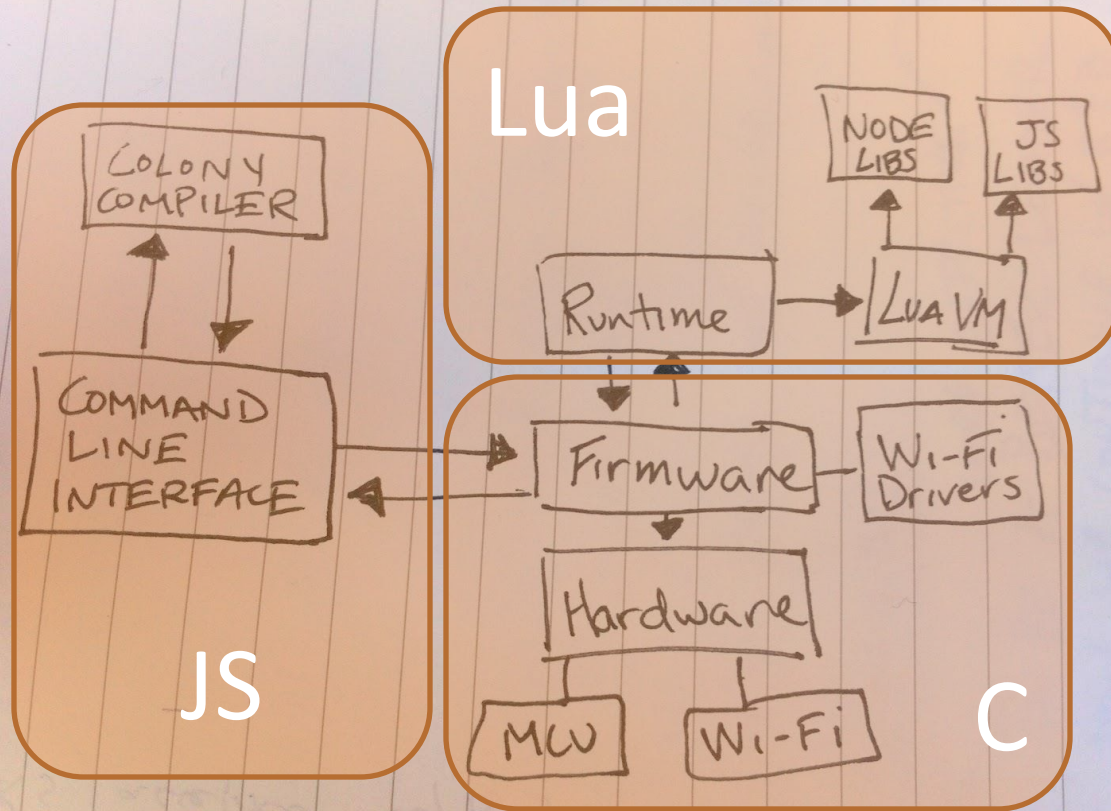 Lua
NODE
LIBS
JS
LIBS
COLONY
COMPILER
Runtime
LUA VM
COMMAND
LINE
INTERFACE
Firmware
Wi-Fi
Drivers
Hardware
JS
MCU
Wi-Fi
C